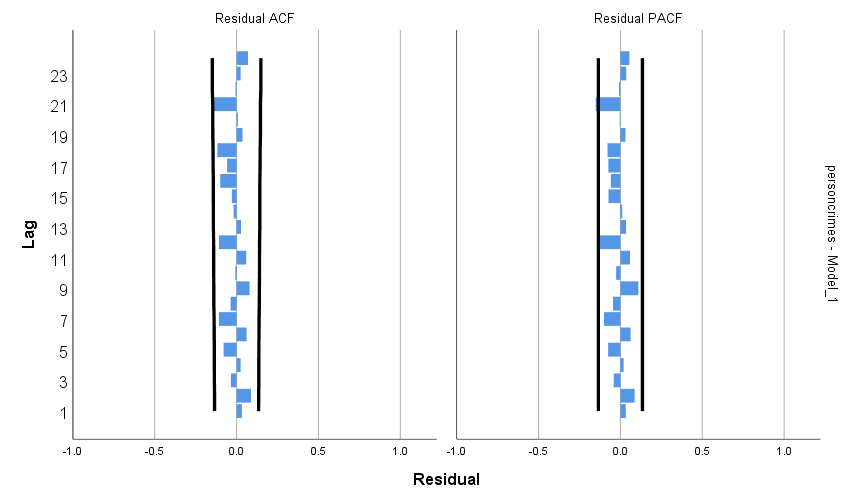 Residual ACF
Residual PACF
Lag
23
21
19
17
15
13
11
9
7
5
3
1
-1.0 -0.5 0.0 0.5 1.0
-1.0 -0.5 0.0 0.5 1.0
Residual
personcrimes - Model_1